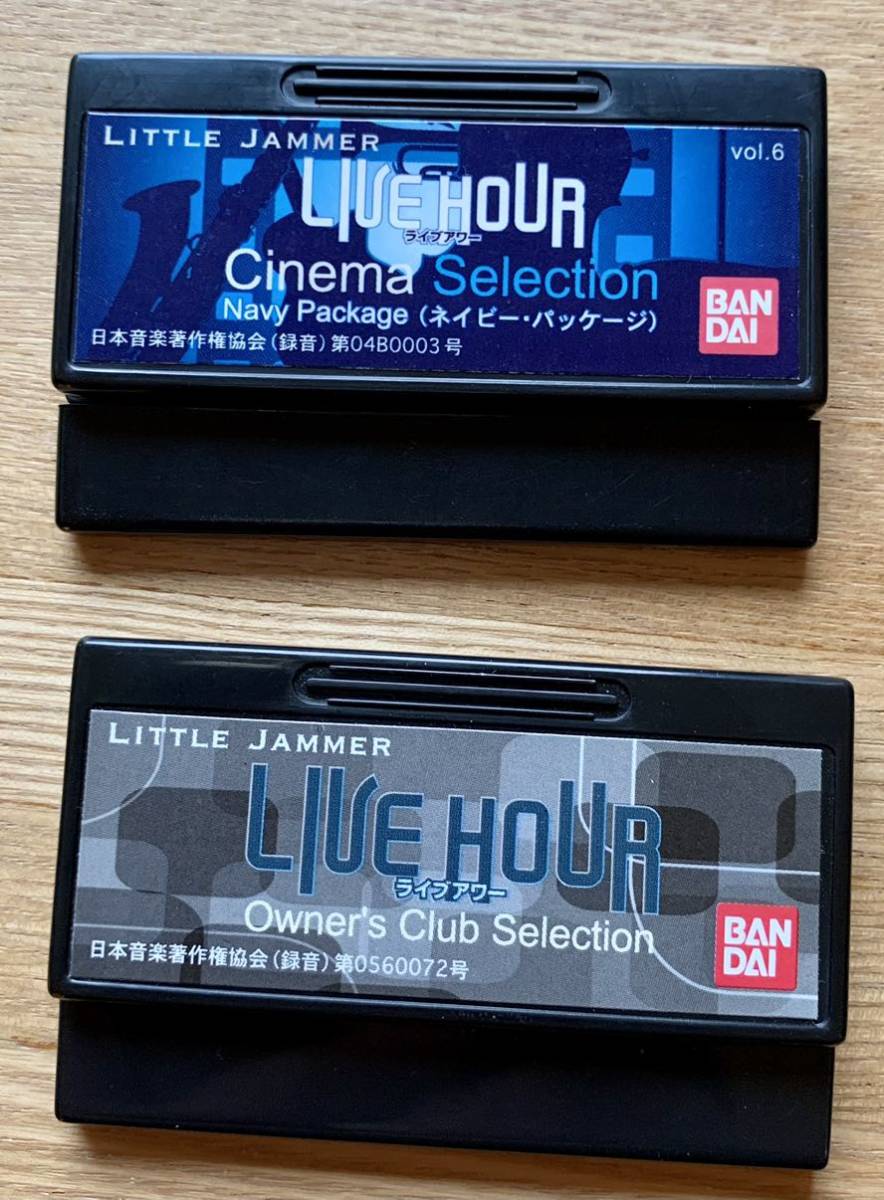 LITTLE JAMMER
vol.6
LIVE HOUR
ライブアワー
Cinema Selection
Navy Package（ネイビー・パッケージ）
BAN
DAI
日本音楽著作権協会（録音）第04B0003号
LITTLE JAMMER
LIVE HOUR
ライブアワー
Owner's Club Selection
BAN
DAI
日本音楽著作権協会（録音）第0560072号